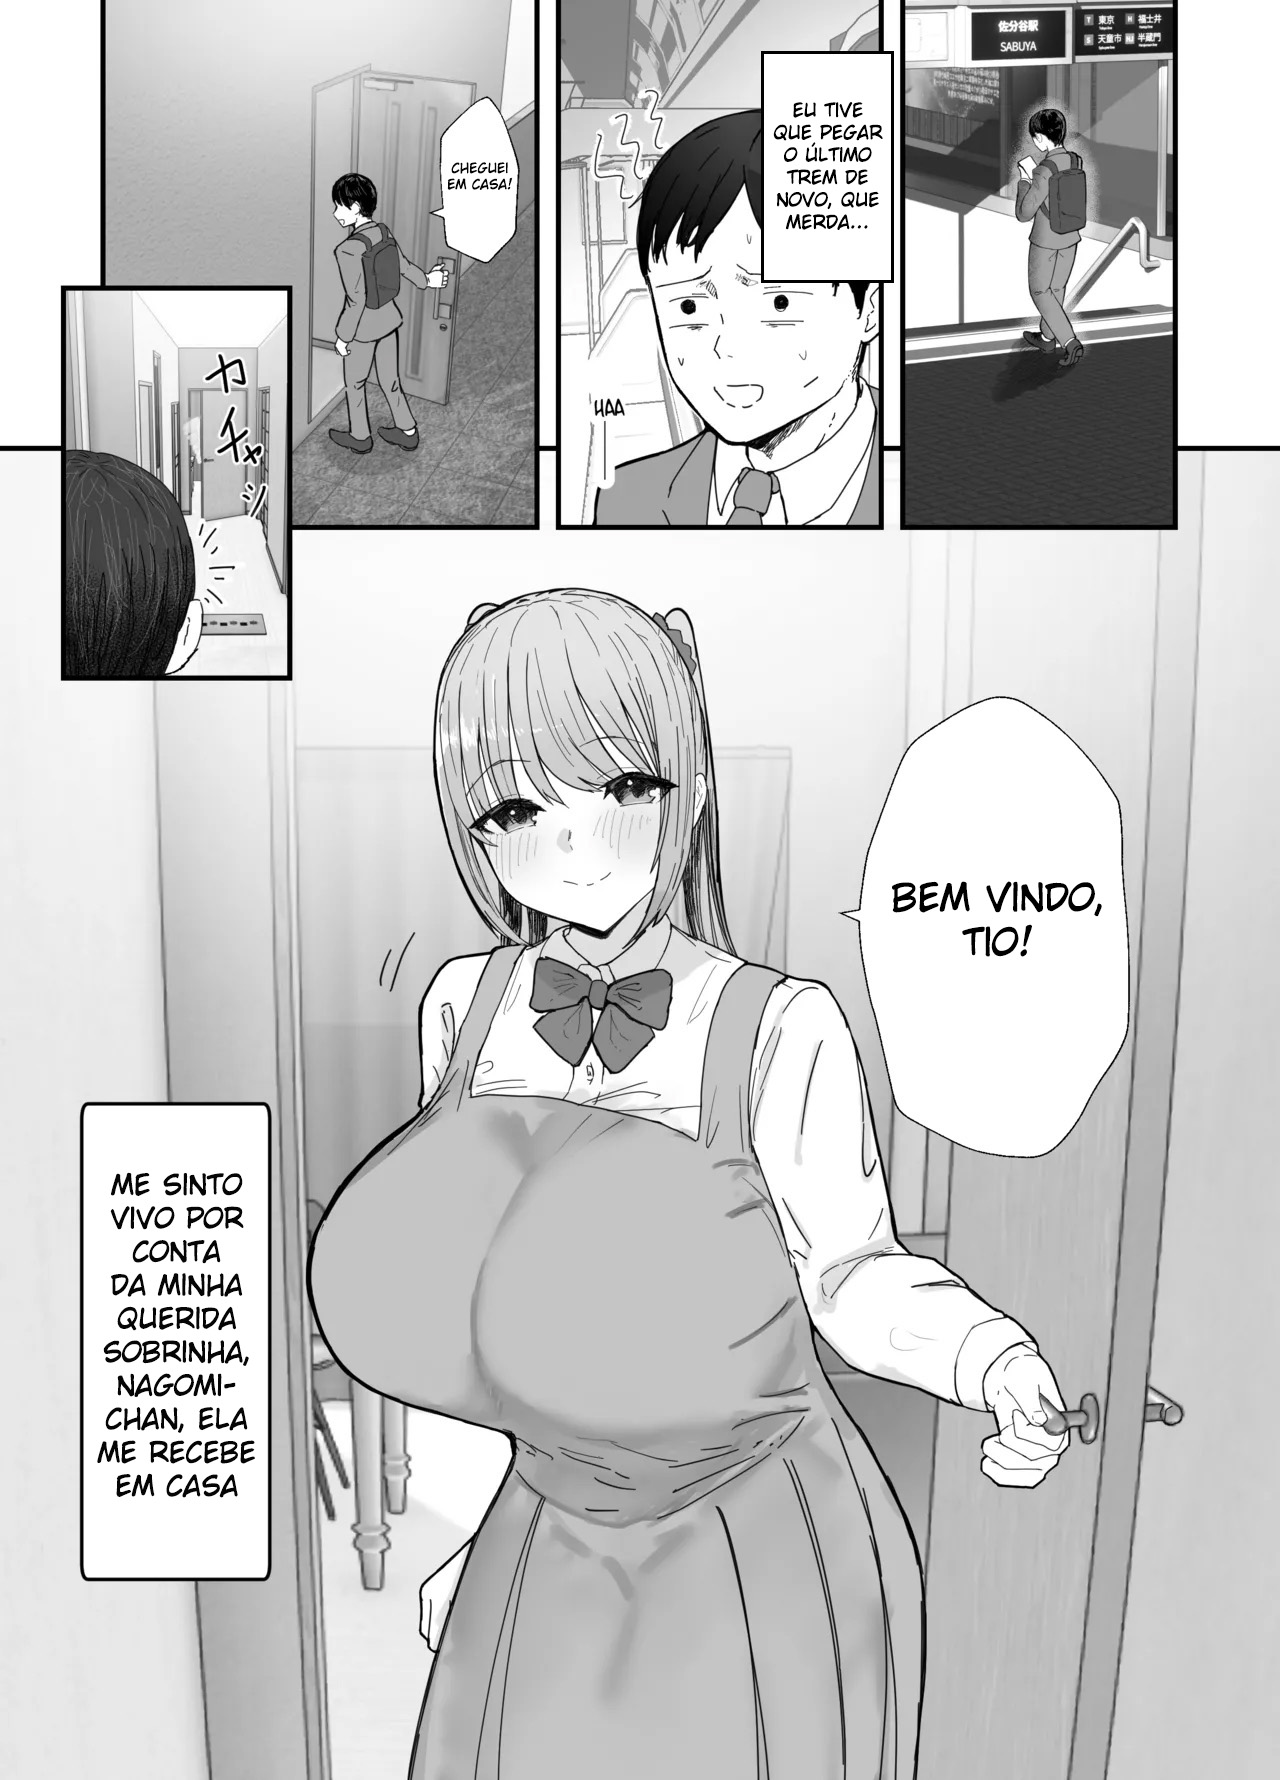 佐分谷駅
SABUYA
T 東京
H 福士井
S 天童市
HJ 半蔵門
EU TIVE
QUE PEGAR
O ÚLTIMO
TREM DE
NOVO, QUE
MERDA...
HAA
CHEGUEI
EM CASA!
カチャッ
BEM VINDO,
TIO!
ME SINTO
VIVO POR
CONTA
DA MINHA
QUERIDA
SOBRINHA,
NAGOMI-
CHAN, ELA
ME RECEBE
EM CASA